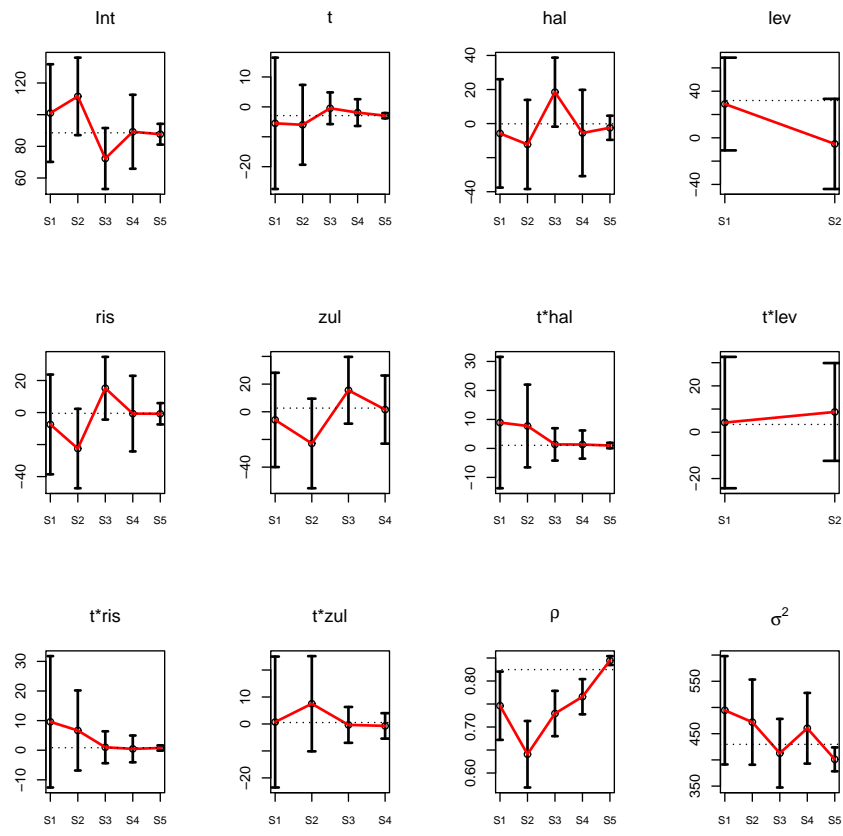 Int t hal lev
60 80 120
S1 S2 S3 S4 S5
−20 0 10
S1 S2 S3 S4 S5
−40 0 20 40
S1 S2 S3 S4 S5
−40 0 40
S1 S2
ris zul t*hal t*lev
−40 0 20
S1 S2 S3 S4 S5
−40 0 20
S1 S2 S3 S4
−10 0 10 20 30
S1 S2 S3 S4 S5
−20 0 20
S1 S2
t*ris t*zul ρ σ²
−10 0 10 20 30
S1 S2 S3 S4 S5
−20 0 20
S1 S2 S3 S4
0.60 0.70 0.80
S1 S2 S3 S4 S5
350 450 550
S1 S2 S3 S4 S5